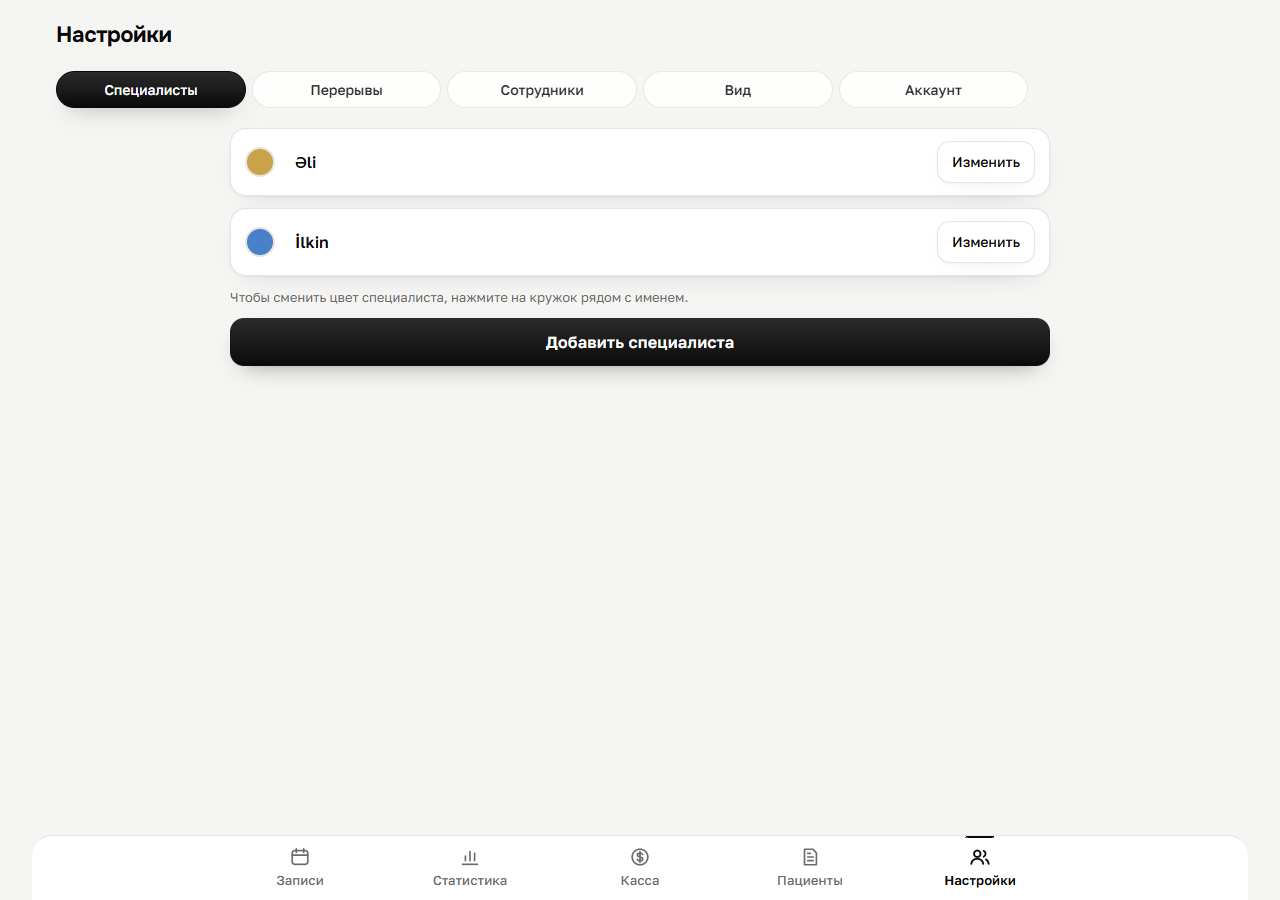 Настройки
Специалисты Перерывы Сотрудники Вид Аккаунт
Əli Изменить
İlkin Изменить
Чтобы сменить цвет специалиста, нажмите на кружок рядом с именем.
Добавить специалиста
Записи Статистика Касса Пациенты Настройки